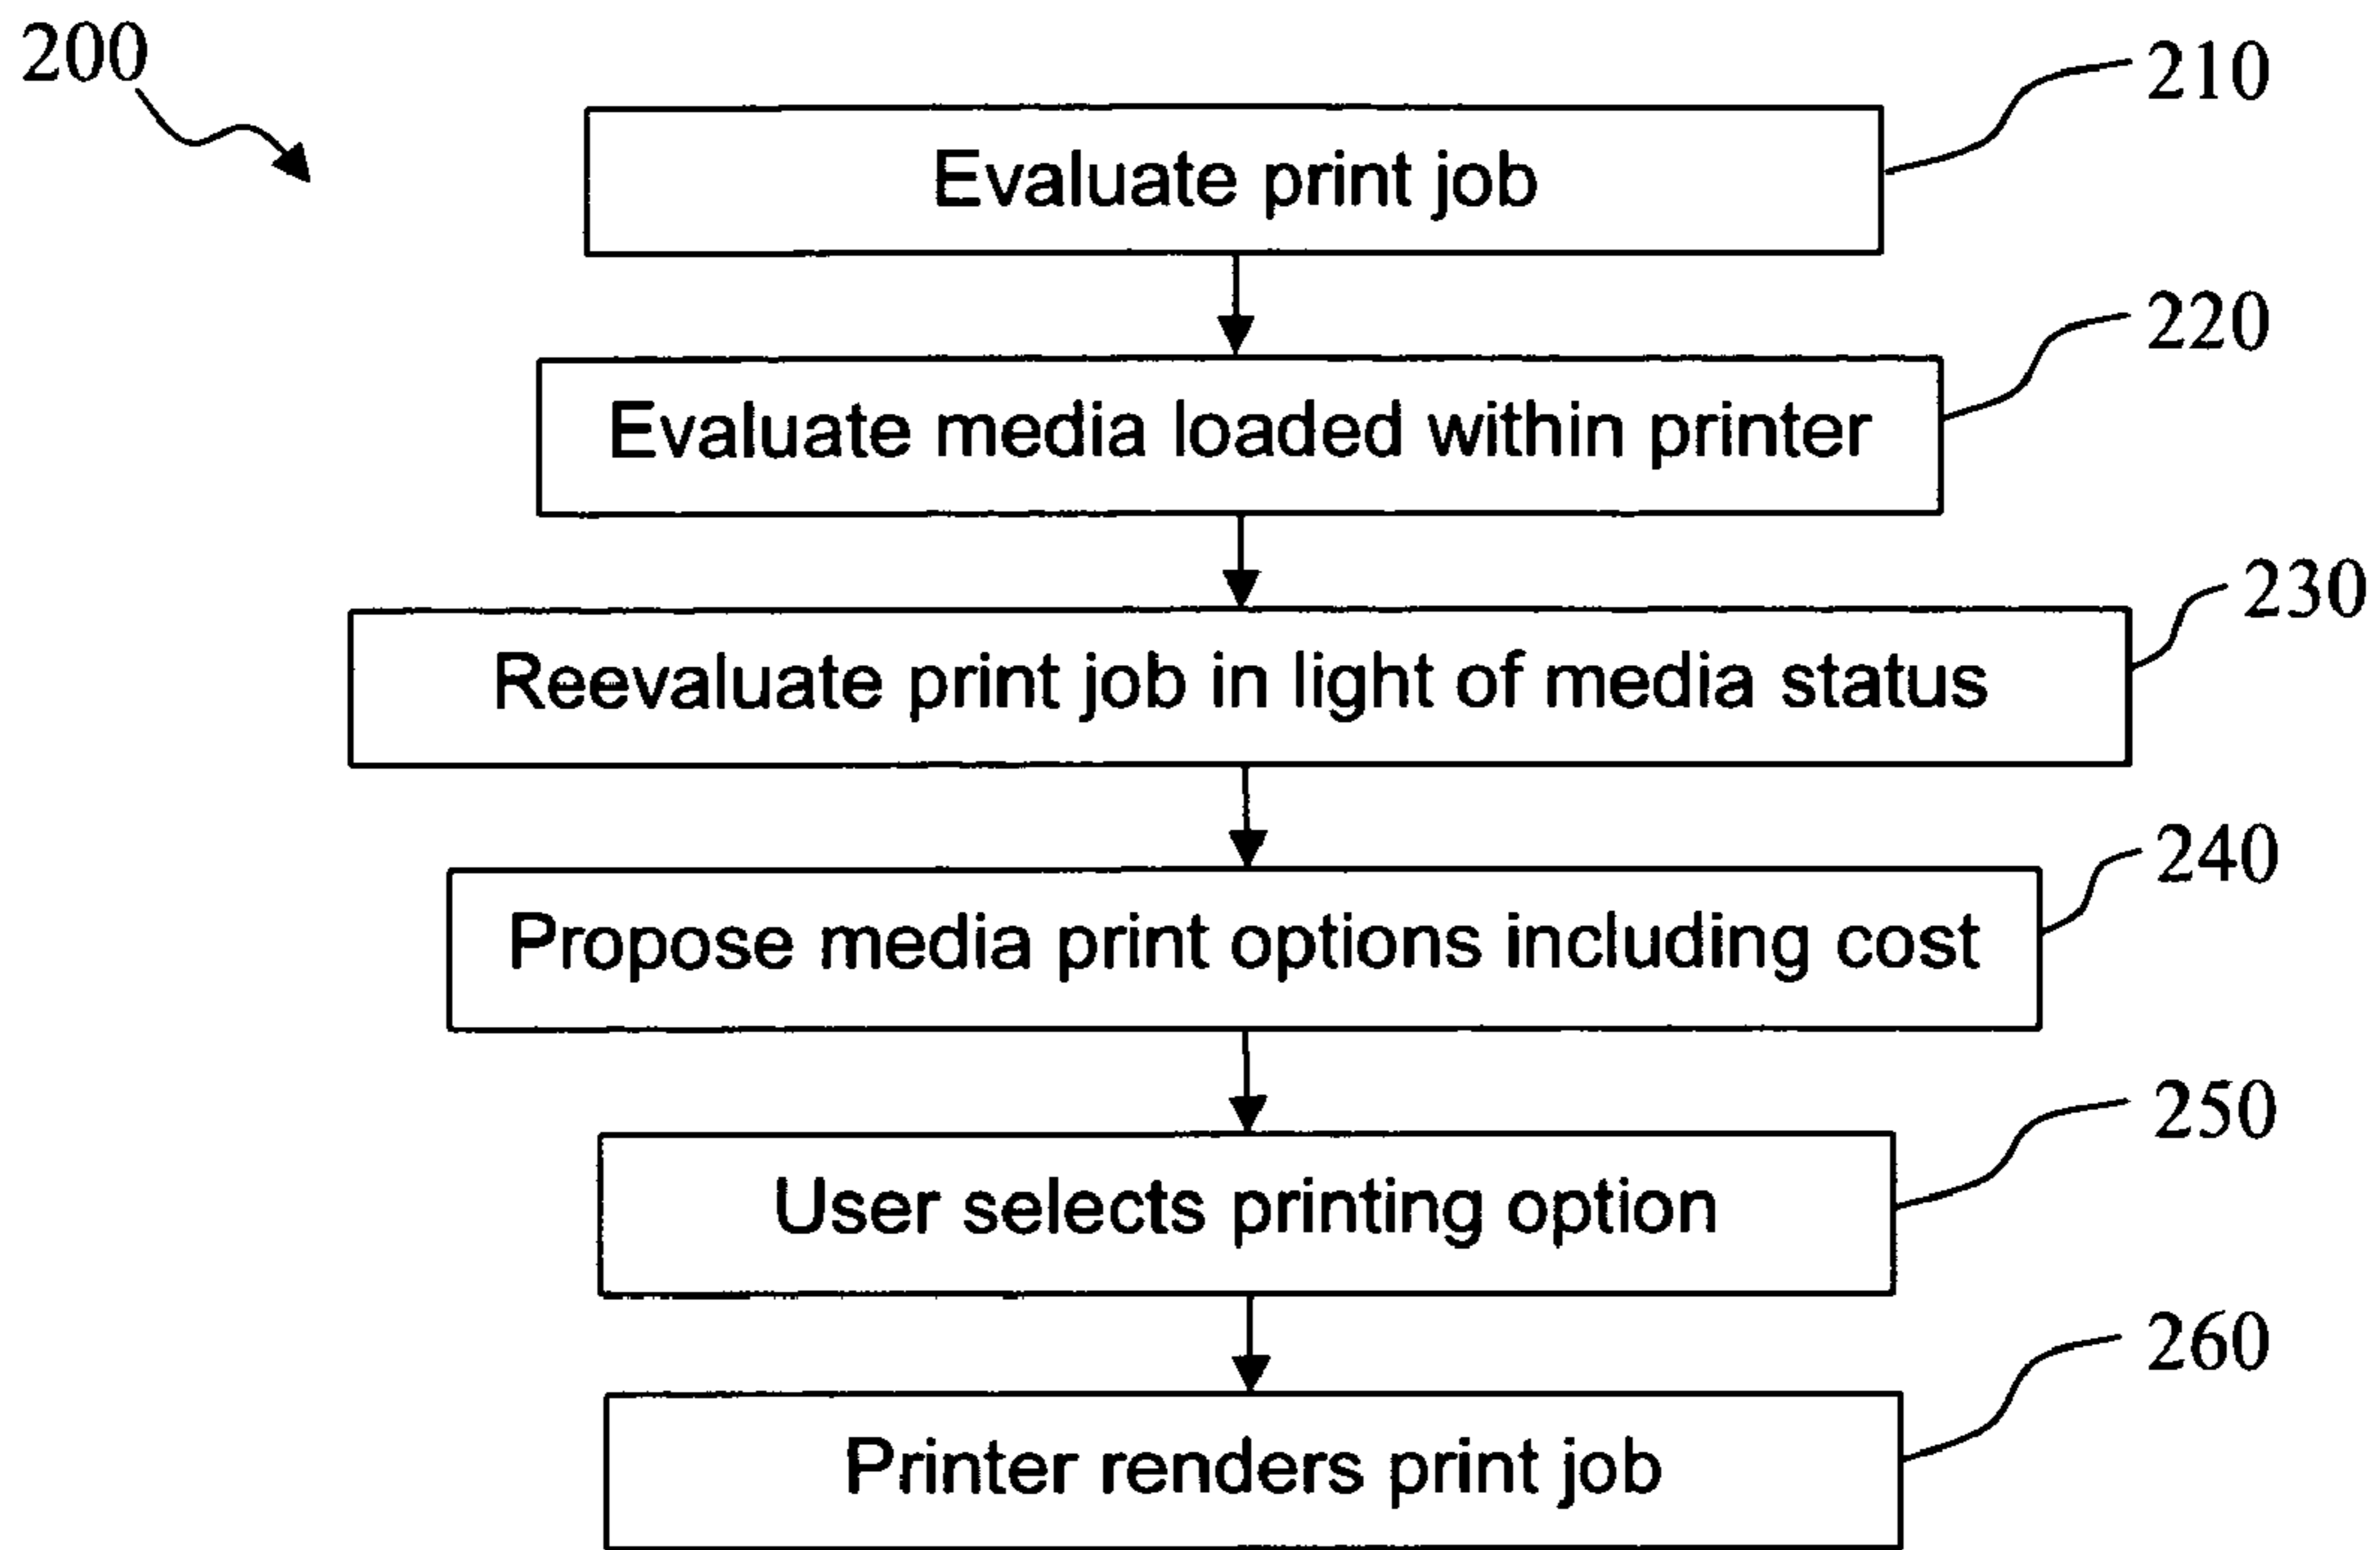 200
210
Evaluate print job
220
Evaluate media loaded within printer
230
Reevaluate print job in light of media status
240
Propose media print options including cost
250
User selects printing option
260
Printer renders print job